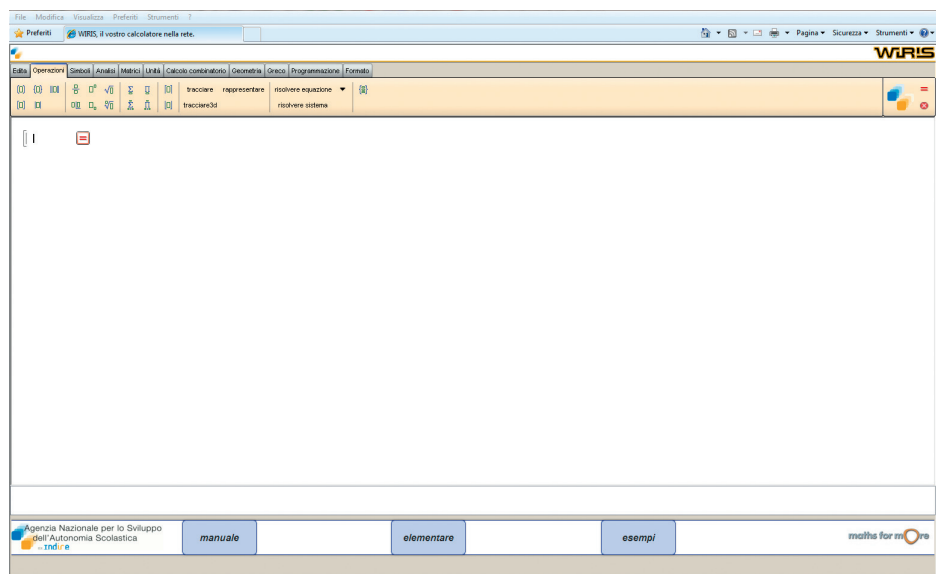 File Modifica Visualizza Preferiti Strumenti ?
Preferiti WIRIS, il vostro calcolatore nella rete. Pagina Sicurezza Strumenti
WIRIS
Edita Operazioni Simboli Analisi Matrici Unità Calcolo combinatorio Geometria Greco Programmazione Formato
tracciare rappresentare risolvere equazione
tracciare3d risolvere sistema
=
Agenzia Nazionale per lo Sviluppo
dell'Autonomia Scolastica
ex Indire
manuale elementare esempi maths for more